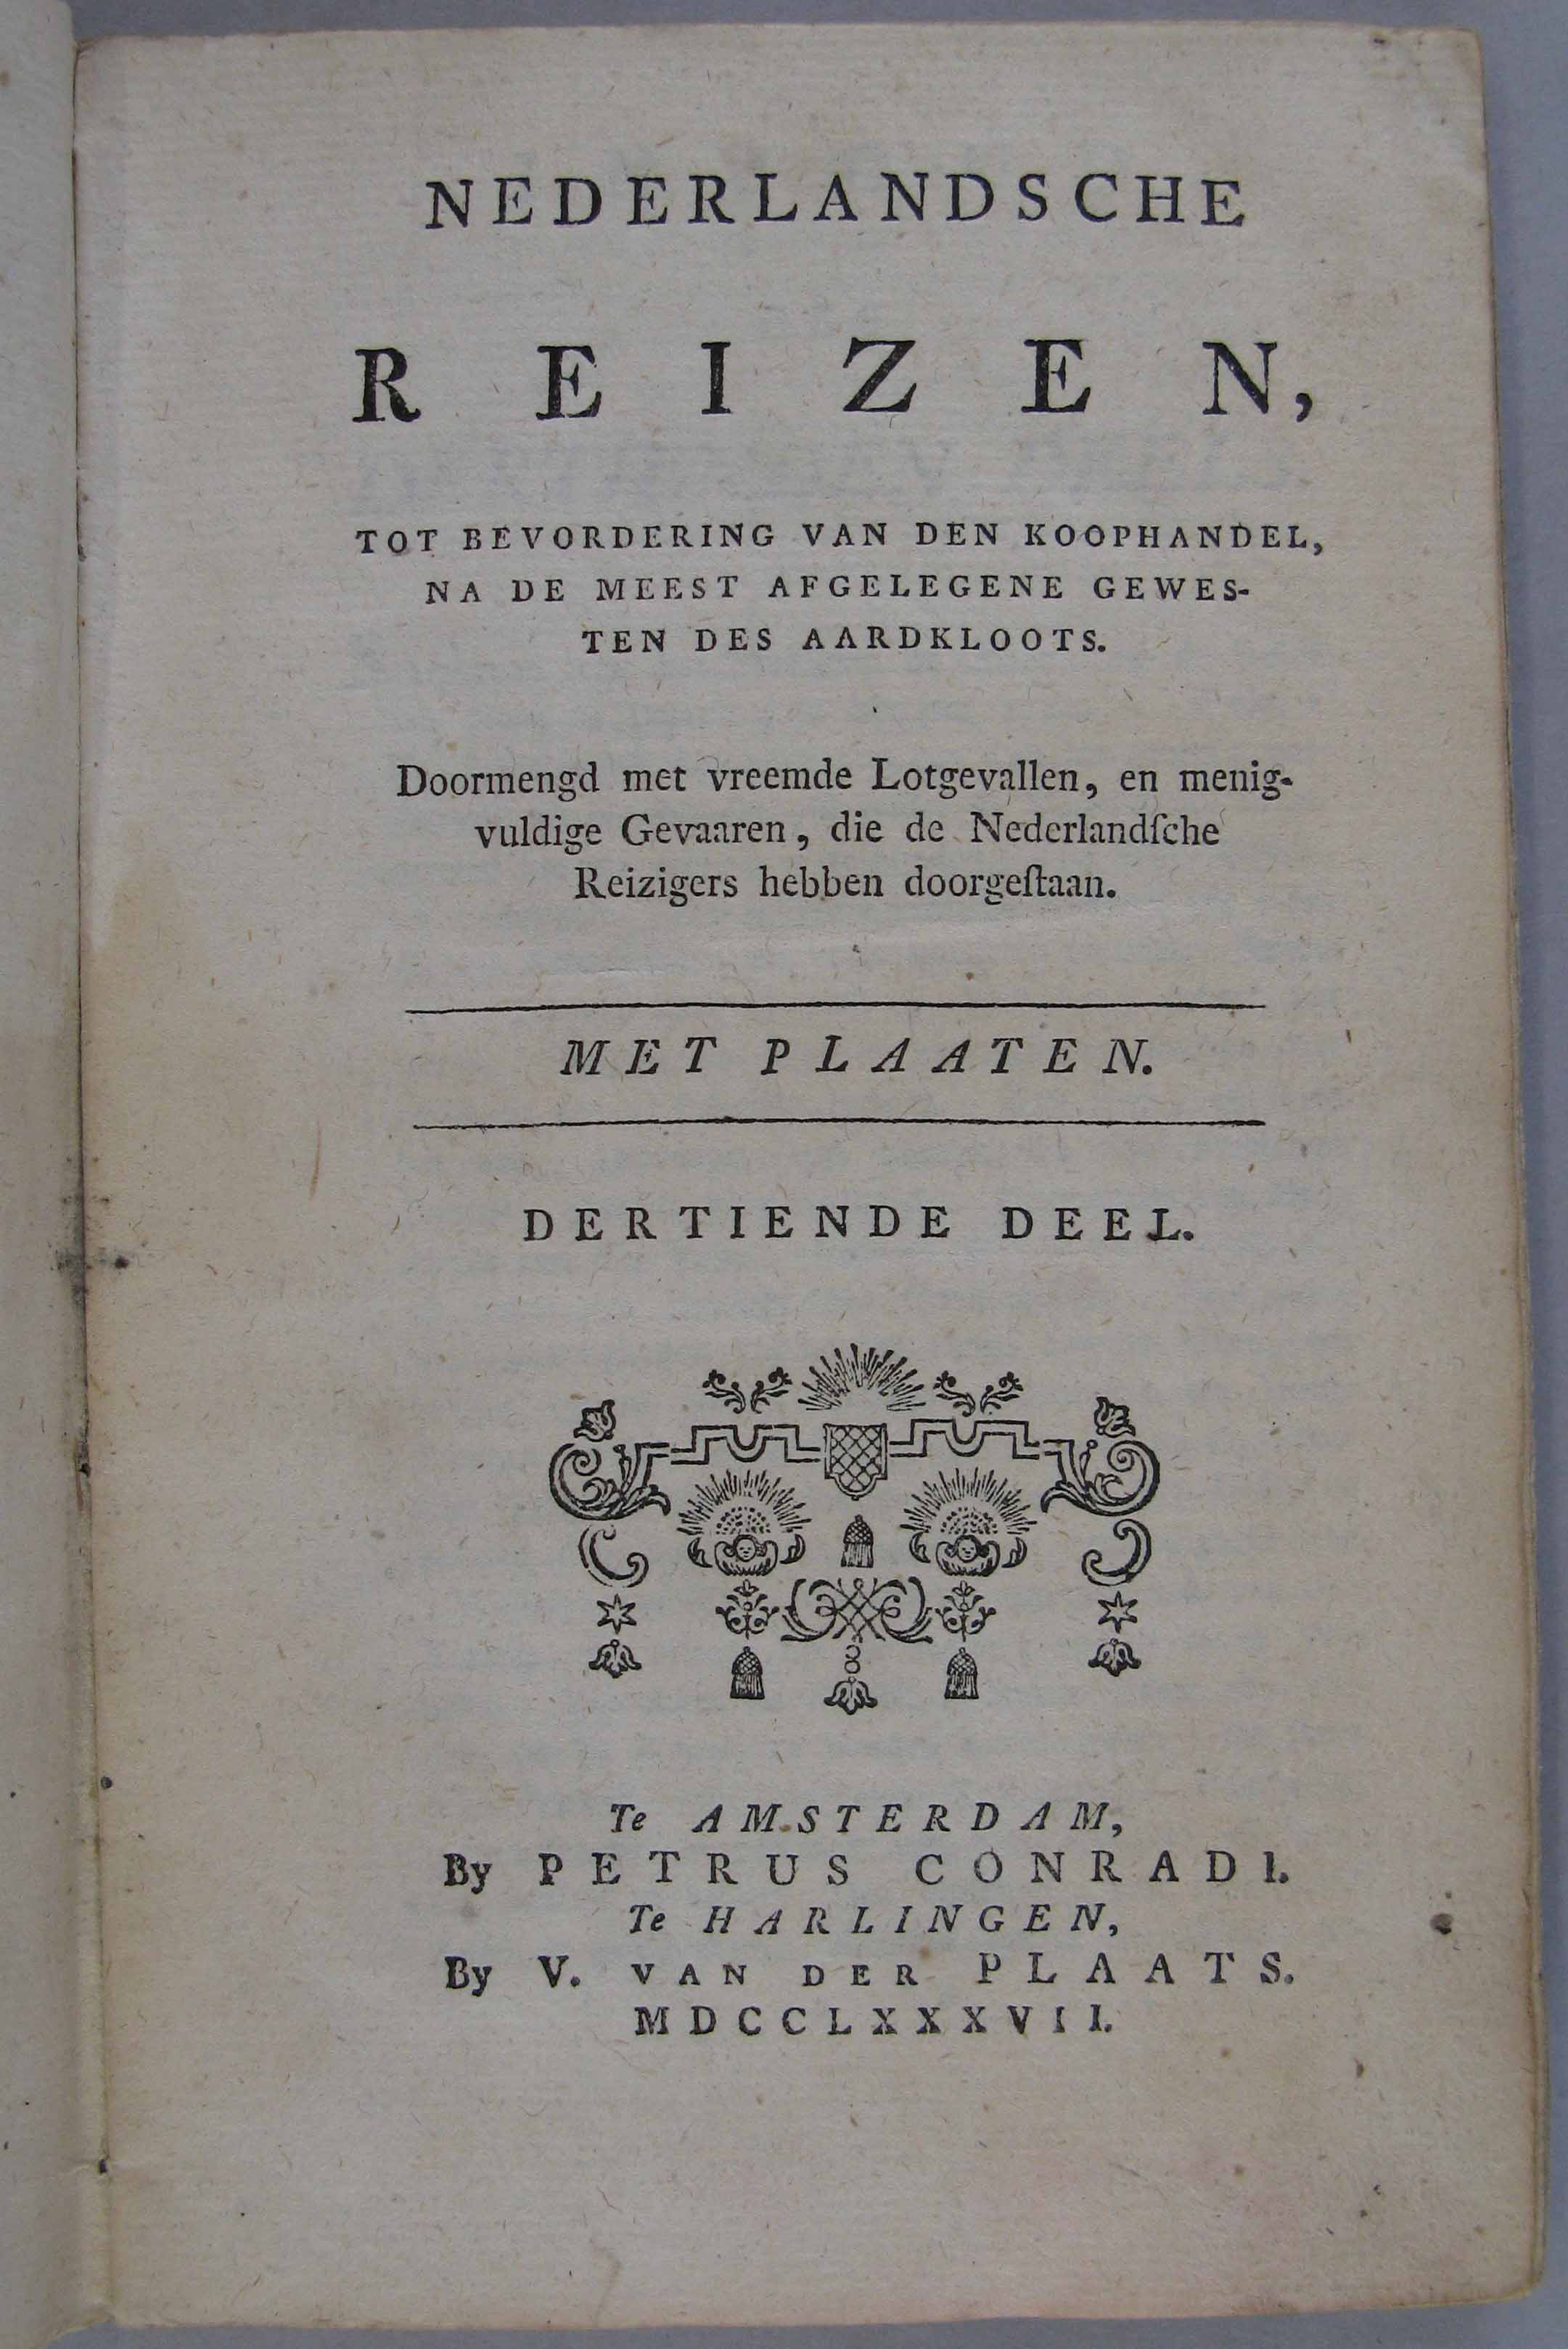 NEDERLANDSCHE
REIZEN,
TOT BEVORDERING VAN DEN KOOPHANDEL,
NA DE MEEST AFGELEGENE GEWES-
TEN DES AARDKLOOTS.
Doormengd met vreemde Lotgevallen, en menig-
vuldige Gevaaren, die de Nederlandſche
Reizigers hebben doorgeſtaan.
MET PLAATEN.
DERTIENDE DEEL.
Te AMSTERDAM,
By PETRUS CONRADI.
Te HARLINGEN,
By V. VAN DER PLAATS.
MDCCLXXXVII.